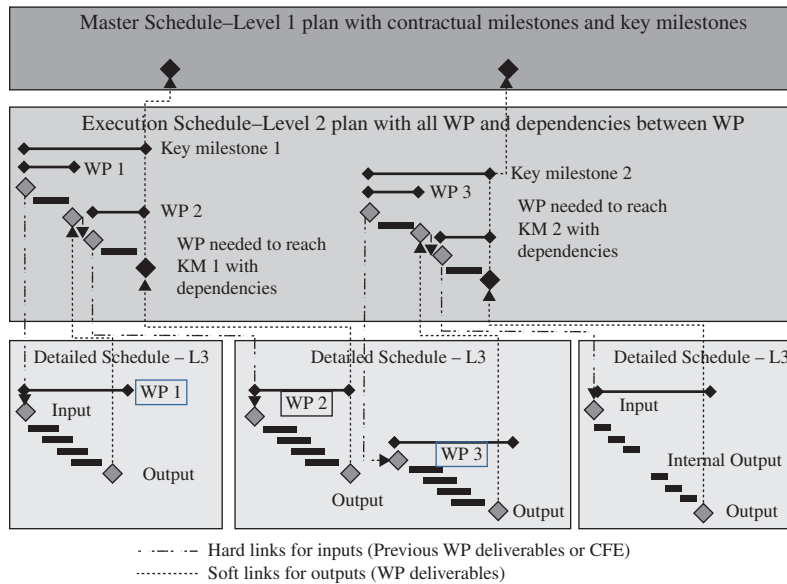 Master Schedule–Level 1 plan with contractual milestones and key milestones
Execution Schedule–Level 2 plan with all WP and dependencies between WP
Key milestone 1
WP 1
WP 2
WP needed to reach
KM 1 with
dependencies
Key milestone 2
WP 3
WP needed to reach
KM 2 with
dependencies
Detailed Schedule – L3
WP 1
Input
Output
Detailed Schedule – L3
WP 2
Output
WP 3
Output
Detailed Schedule – L3
Input
Internal Output
Output
Hard links for inputs (Previous WP deliverables or CFE)
Soft links for outputs (WP deliverables)